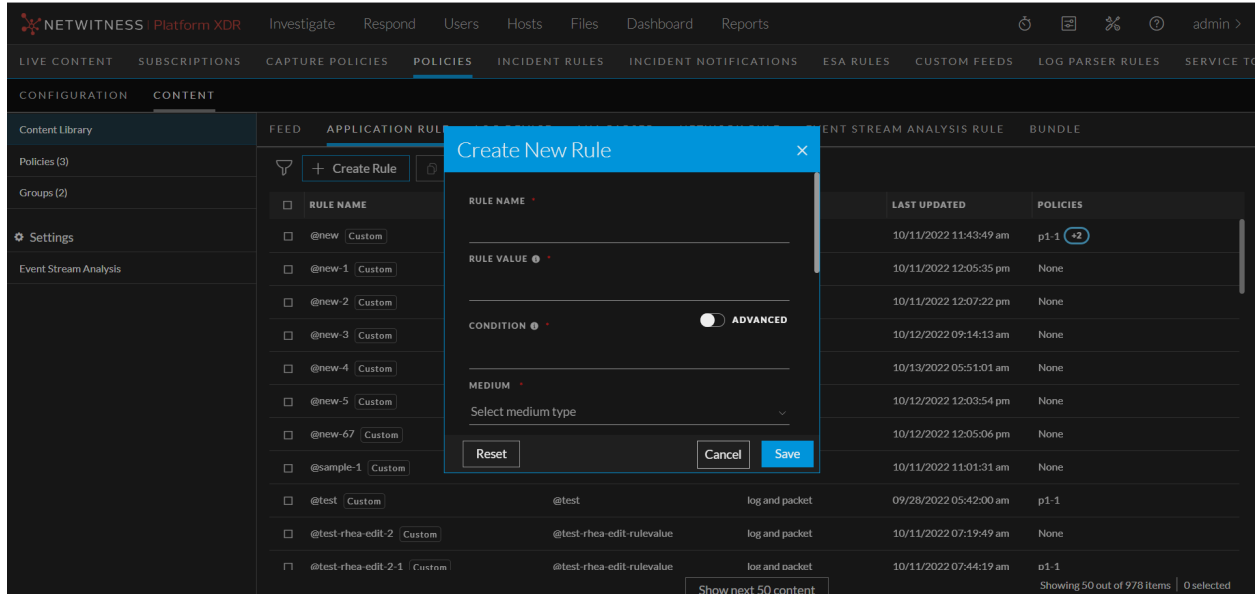 NETWITNESS Platform XDR Investigate Respond Users Hosts Files Dashboard Reports admin >
LIVE CONTENT SUBSCRIPTIONS CAPTURE POLICIES POLICIES INCIDENT RULES INCIDENT NOTIFICATIONS ESA RULES CUSTOM FEEDS LOG PARSER RULES SERVICE TO
CONFIGURATION CONTENT
Content Library
Policies (3)
Groups (2)
Settings
Event Stream Analysis
FEED APPLICATION RUL ENT STREAM ANALYSIS RULE BUNDLE
+ Create Rule
RULE NAME LAST UPDATED POLICIES
@new Custom 10/11/2022 11:43:49 am p1-1 +2
@new-1 Custom 10/11/2022 12:05:35 pm None
@new-2 Custom 10/11/2022 12:07:22 pm None
@new-3 Custom 10/12/2022 09:14:13 am None
@new-4 Custom 10/13/2022 05:51:01 am None
@new-5 Custom 10/12/2022 12:03:54 pm None
@new-67 Custom 10/12/2022 12:05:06 pm None
@sample-1 Custom 10/11/2022 11:01:31 am None
@test Custom @test log and packet 09/28/2022 05:42:00 am p1-1
@test-rhea-edit-2 Custom @test-rhea-edit-rulevalue log and packet 10/11/2022 07:19:49 am None
@test-rhea-edit-2-1 Custom @test-rhea-edit-rulevalue log and packet 10/11/2022 07:44:19 am p1-1
Show next 50 content
Showing 50 out of 978 items | 0 selected
Create New Rule ×
RULE NAME *
RULE VALUE *
CONDITION * ADVANCED
MEDIUM *
Select medium type
Reset Cancel Save